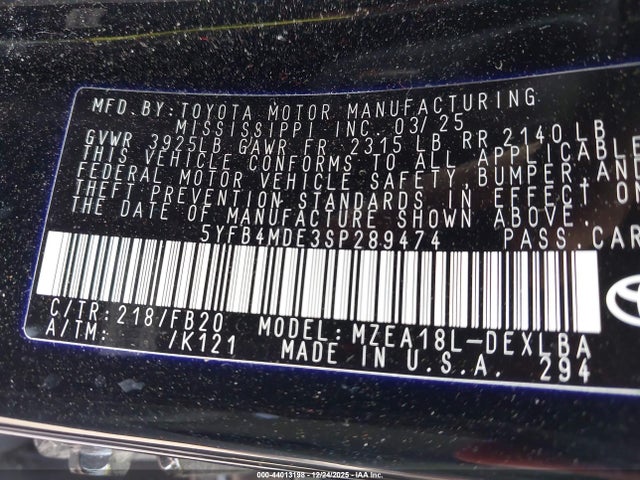 MFD. BY: TOYOTA MOTOR MANUFACTURING
MISSISSIPPI INC. 03/25
GVWR 3925LB GAWR FR 2315 LB RR 2140 LB
THIS VEHICLE CONFORMS TO ALL APPLICABLE
FEDERAL MOTOR VEHICLE SAFETY, BUMPER, AND
THEFT PREVENTION STANDARDS IN EFFECT ON
THE DATE OF MANUFACTURE SHOWN ABOVE.
5YFB4MDE3SP289474 PASS. CAR
C/TR: 218/FB20 MODEL: MZEA18L-DEXLBA
A/TM: /K121 MADE IN U.S.A. 294
000-44013198 - 12/24/2025 - IAA Inc.